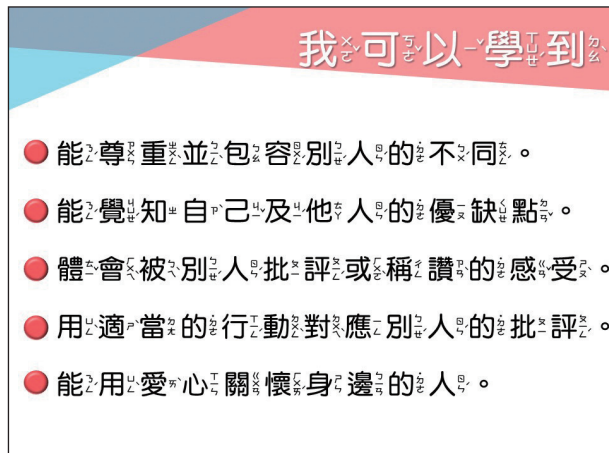 我可以學到
能尊重並包容別人的不同。
能覺知自己及他人的優缺點。
體會被別人批評或稱讚的感受。
用適當的行動對應別人的批評。
能用愛心關懷身邊的人。